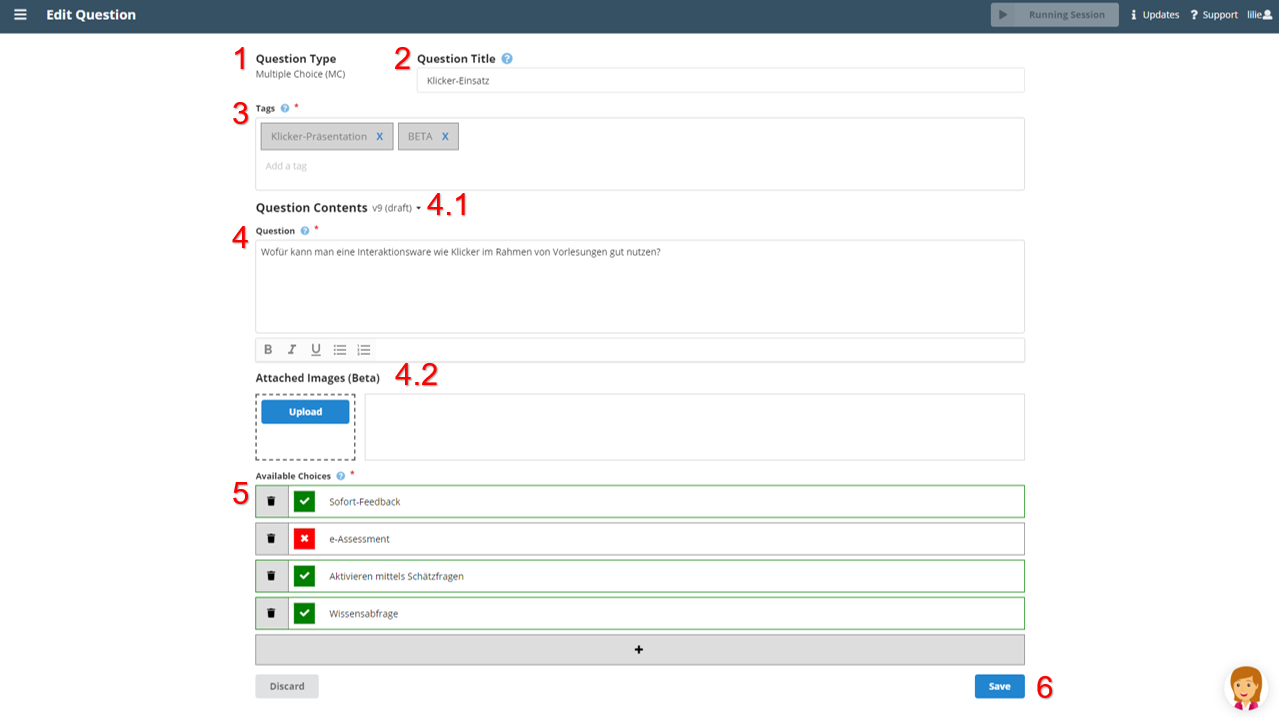 Edit Question
Running Session
Updates
Support
lillie
1
Question Type
Multiple Choice (MC)
2
Question Title
Klicker-Einsatz
3
Tags *
Klicker-Präsentation X
BETA X
Add a tag
Question Contents v9 (draft)
4.1
4
Question *
Wofür kann man eine Interaktionsware wie Klicker im Rahmen von Vorlesungen gut nutzen?
B I U
Attached Images (Beta)
4.2
Upload
Available Choices *
5
Sofort-Feedback
e-Assessment
Aktivieren mittels Schätzfragen
Wissensabfrage
+
Discard
Save
6